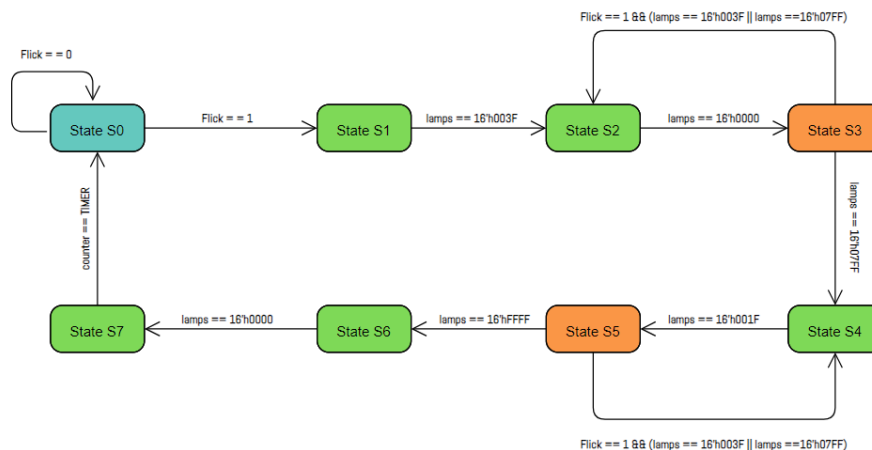 Flick == 1 && (lamps == 16'h003F || lamps ==16'h07FF)
Flick = = 0
State S0
Flick == 1
State S1
lamps == 16'h003F
State S2
lamps == 16'h0000
State S3
counter == TIMER
lamps == 16'h07FF
State S7
lamps == 16'h0000
State S6
lamps == 16'hFFFF
State S5
lamps == 16'h001F
State S4
Flick == 1 && (lamps == 16'h003F || lamps ==16'h07FF)